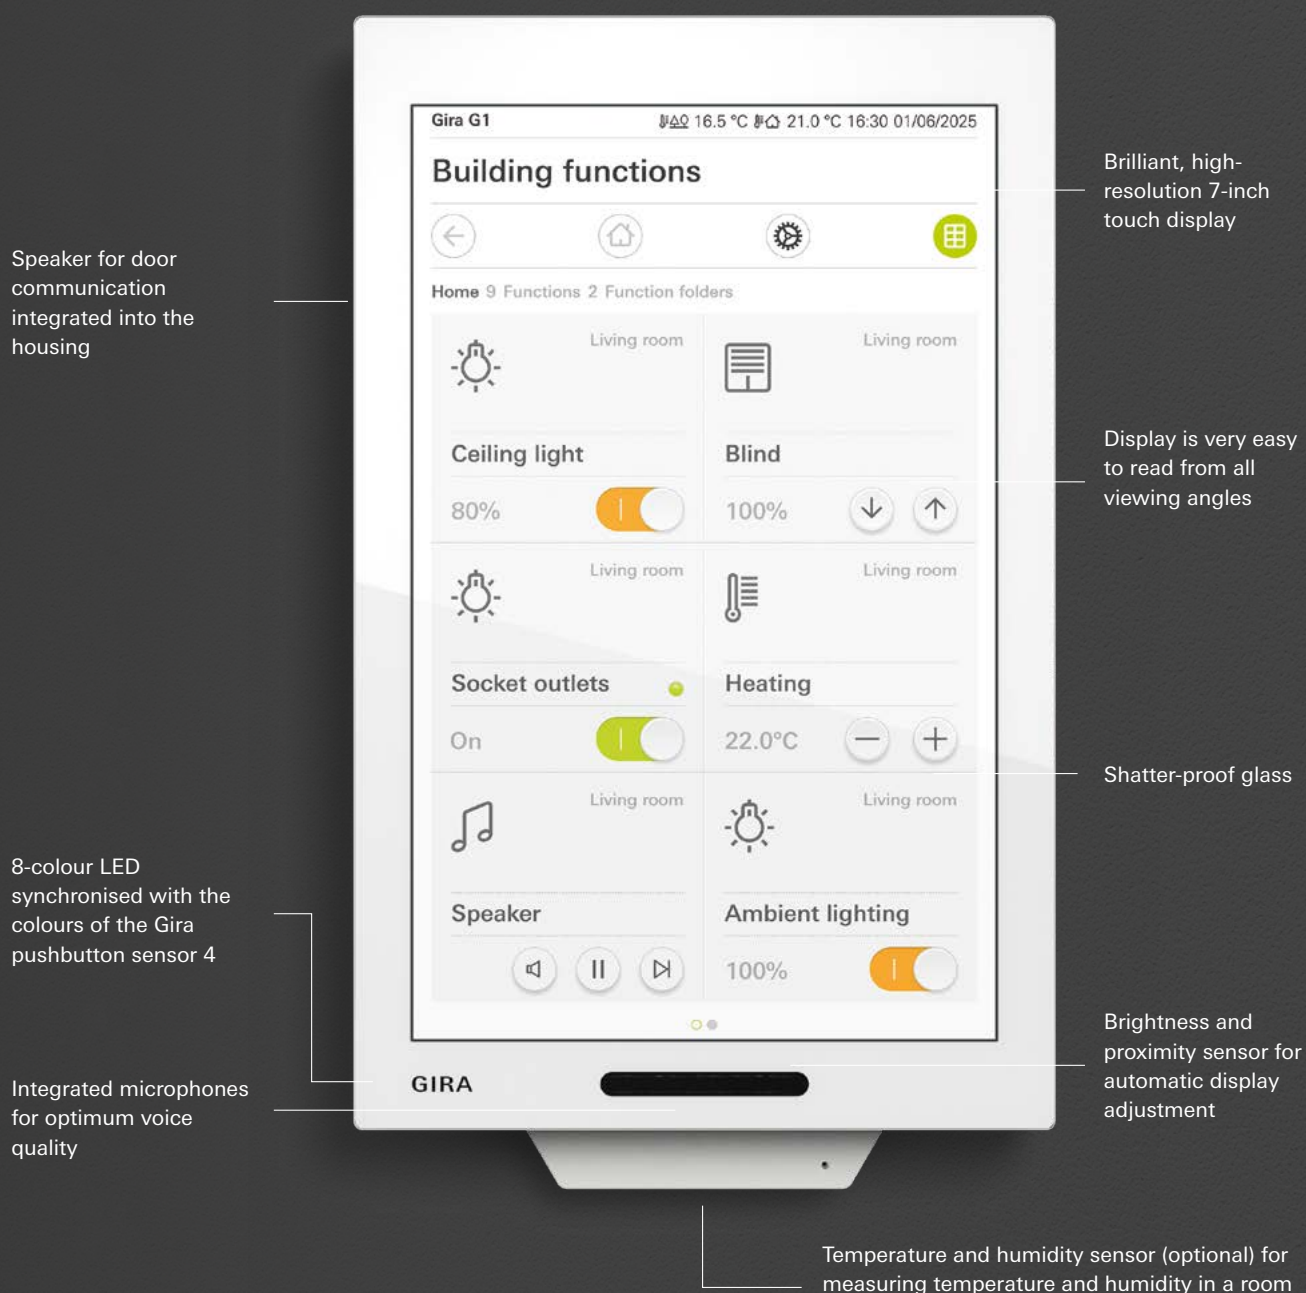 Gira G1
16.5 °C 21.0 °C 16:30 01/06/2025
Building functions
Home 9 Functions 2 Function folders
Living room
Ceiling light
80%
Living room
Blind
100%
Living room
Socket outlets
On
Living room
Heating
22.0°C
Living room
Speaker
Living room
Ambient lighting
100%
GIRA
Speaker for door
communication
integrated into the
housing
8-colour LED
synchronised with the
colours of the Gira
pushbutton sensor 4
Integrated microphones
for optimum voice
quality
Brilliant, high-
resolution 7-inch
touch display
Display is very easy
to read from all
viewing angles
Shatter-proof glass
Brightness and
proximity sensor for
automatic display
adjustment
Temperature and humidity sensor (optional) for
measuring temperature and humidity in a room